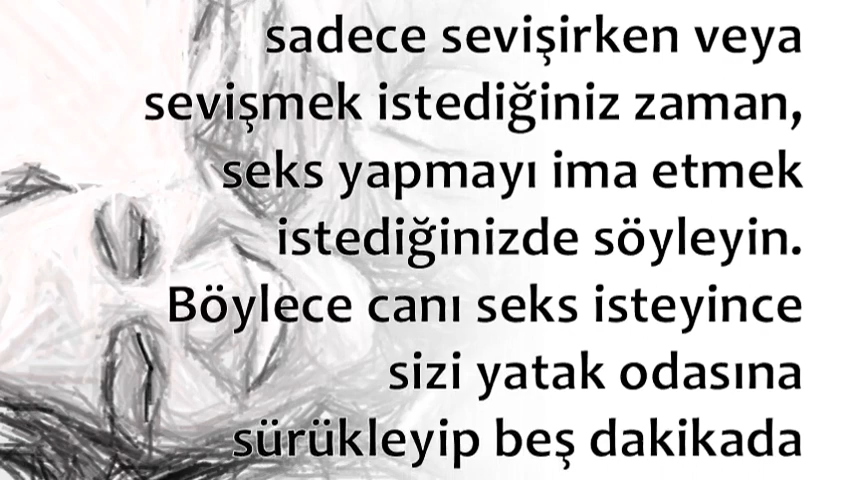 sadece sevişirken veya
sevişmek istediğiniz zaman,
seks yapmayı ima etmek
istediğinizde söyleyin.
Böylece canı seks isteyince
sizi yatak odasına
sürükleyip beş dakikada